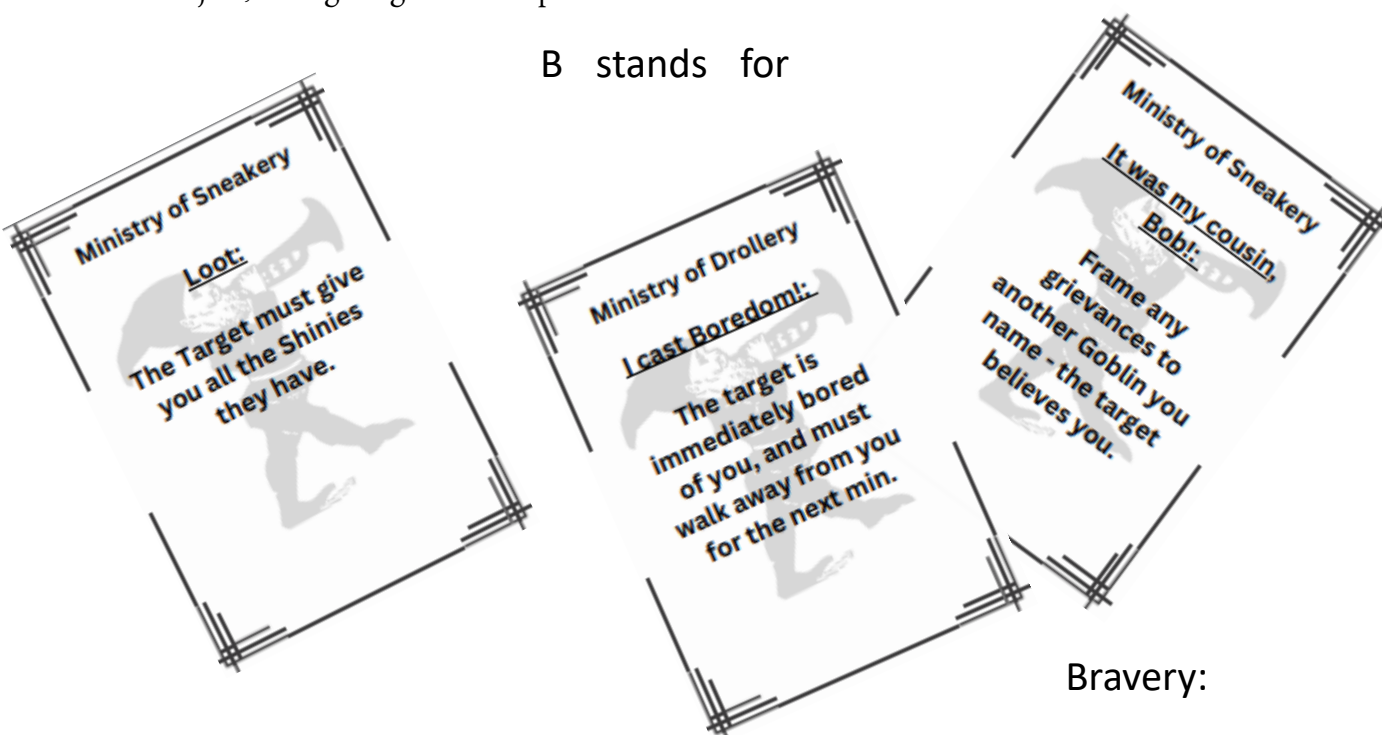 B stands for
Ministry of Sneakery
Loot:
The Target must give
you all the Shinies
they have.
Ministry of Drollery
I cast Boredom!:
The target is
immediately bored
of you, and must
walk away from you
for the next min.
Ministry of Sneakery
It was my cousin,
Bob!:
Frame any
grievances to
another Goblin you
name - the target
believes you.
Bravery: